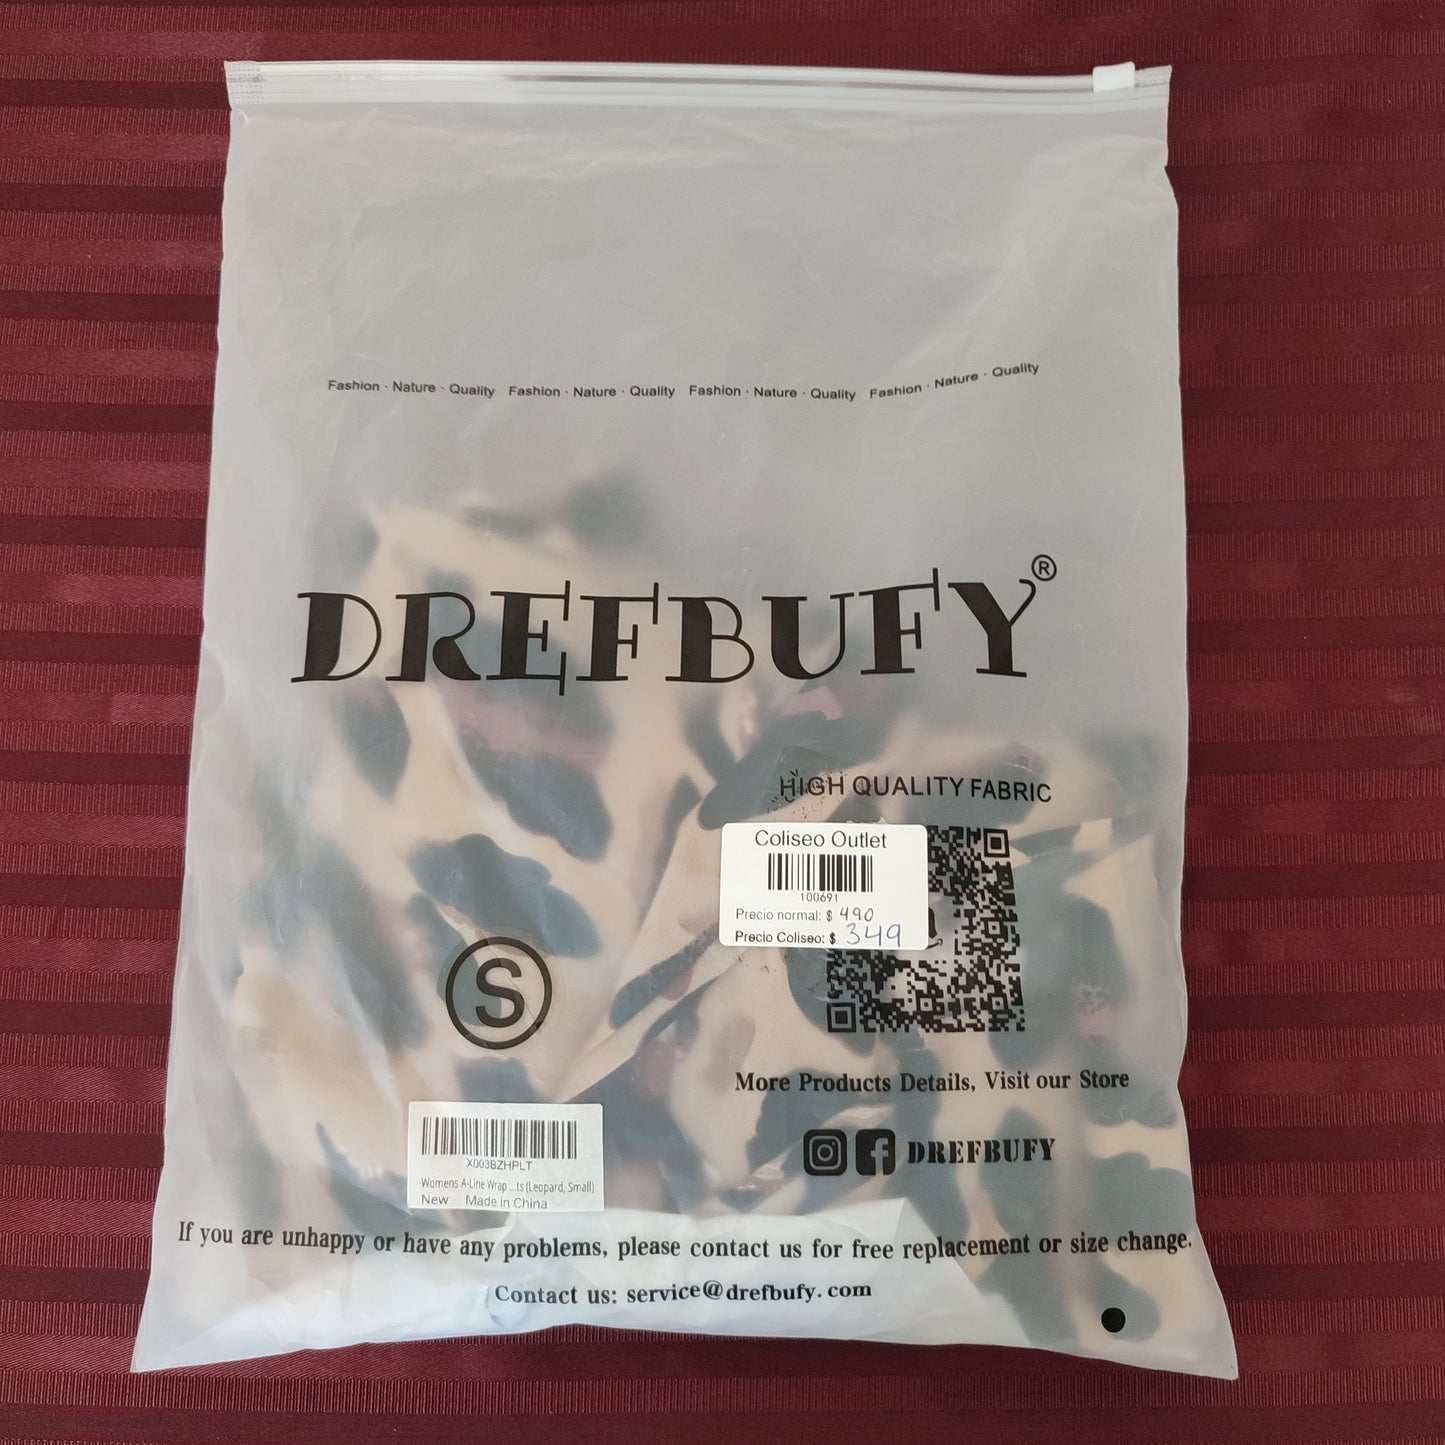 Fashion · Nature · Quality Fashion · Nature · Quality Fashion · Nature · Quality Fashion · Nature · Quality
DREFBUFY®
HIGH QUALITY FABRIC
Coliseo Outlet
100691
Precio normal: $ 490
Precio Coliseo: $ 349
S
More Products Details, Visit our Store
DREFBUFY
X003BZHPLT
Womens A-Line Wrap ...ts (Leopard, Small)
New Made in China
If you are unhappy or have any problems, please contact us for free replacement or size change.
Contact us: service@drefbufy.com